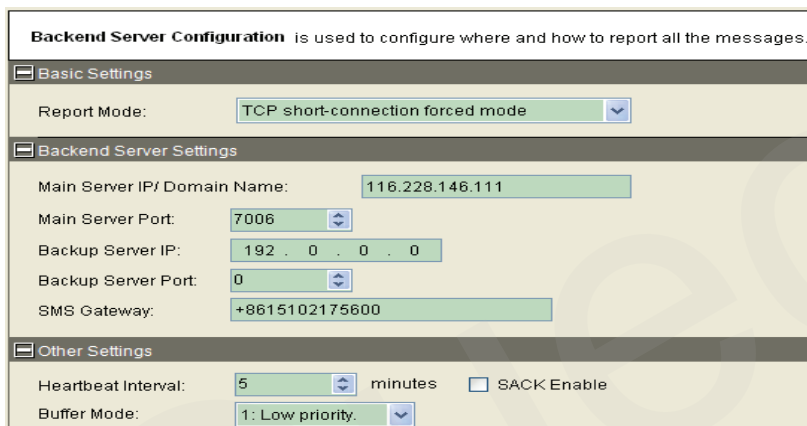 Backend Server Configuration is used to configure where and how to report all the messages.
Basic Settings
Report Mode: TCP short-connection forced mode
Backend Server Settings
Main Server IP/ Domain Name: 116.228.146.111
Main Server Port: 7006
Backup Server IP: 192 . 0 . 0 . 0
Backup Server Port: 0
SMS Gateway: +8615102175600
Other Settings
Heartbeat Interval: 5 minutes SACK Enable
Buffer Mode: 1: Low priority.